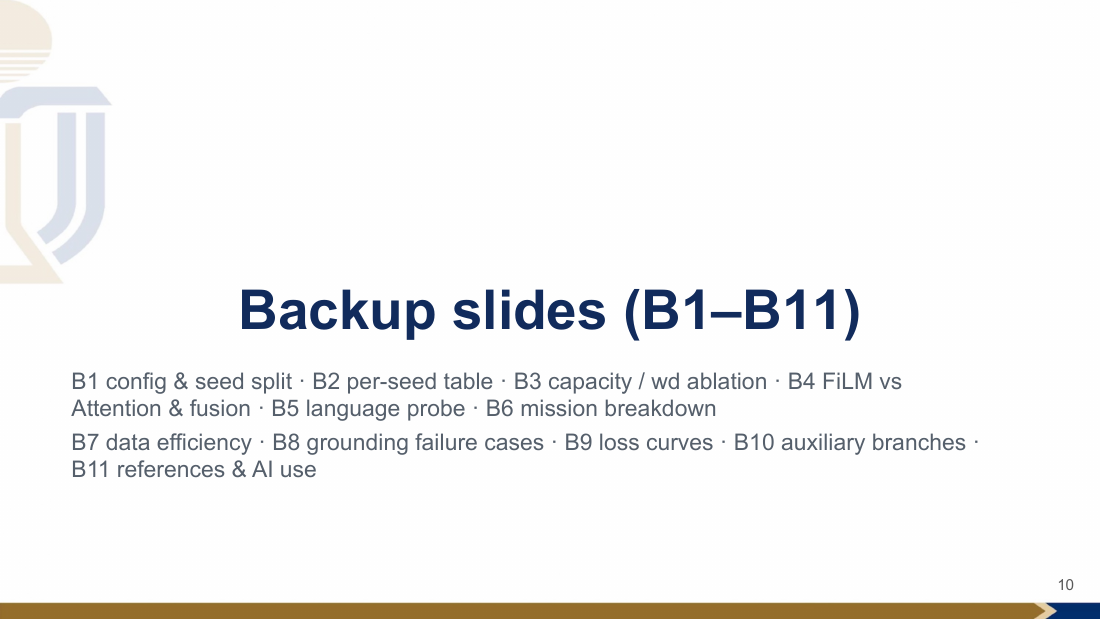 Backup slides (B1–B11)
B1 config & seed split · B2 per-seed table · B3 capacity / wd ablation · B4 FiLM vs
Attention & fusion · B5 language probe · B6 mission breakdown
B7 data efficiency · B8 grounding failure cases · B9 loss curves · B10 auxiliary branches ·
B11 references & AI use
10